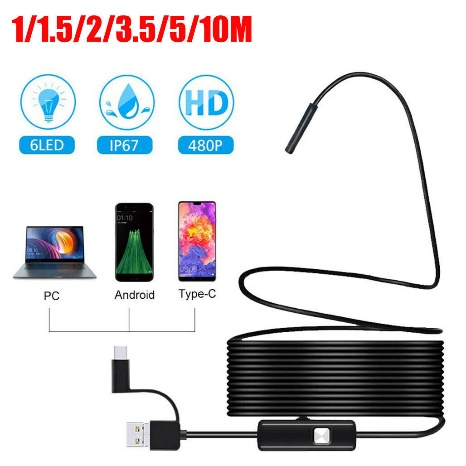 1/1.5/2/3.5/5/10M
HD
6LED
IP67
480P
PC
Android
Type-C